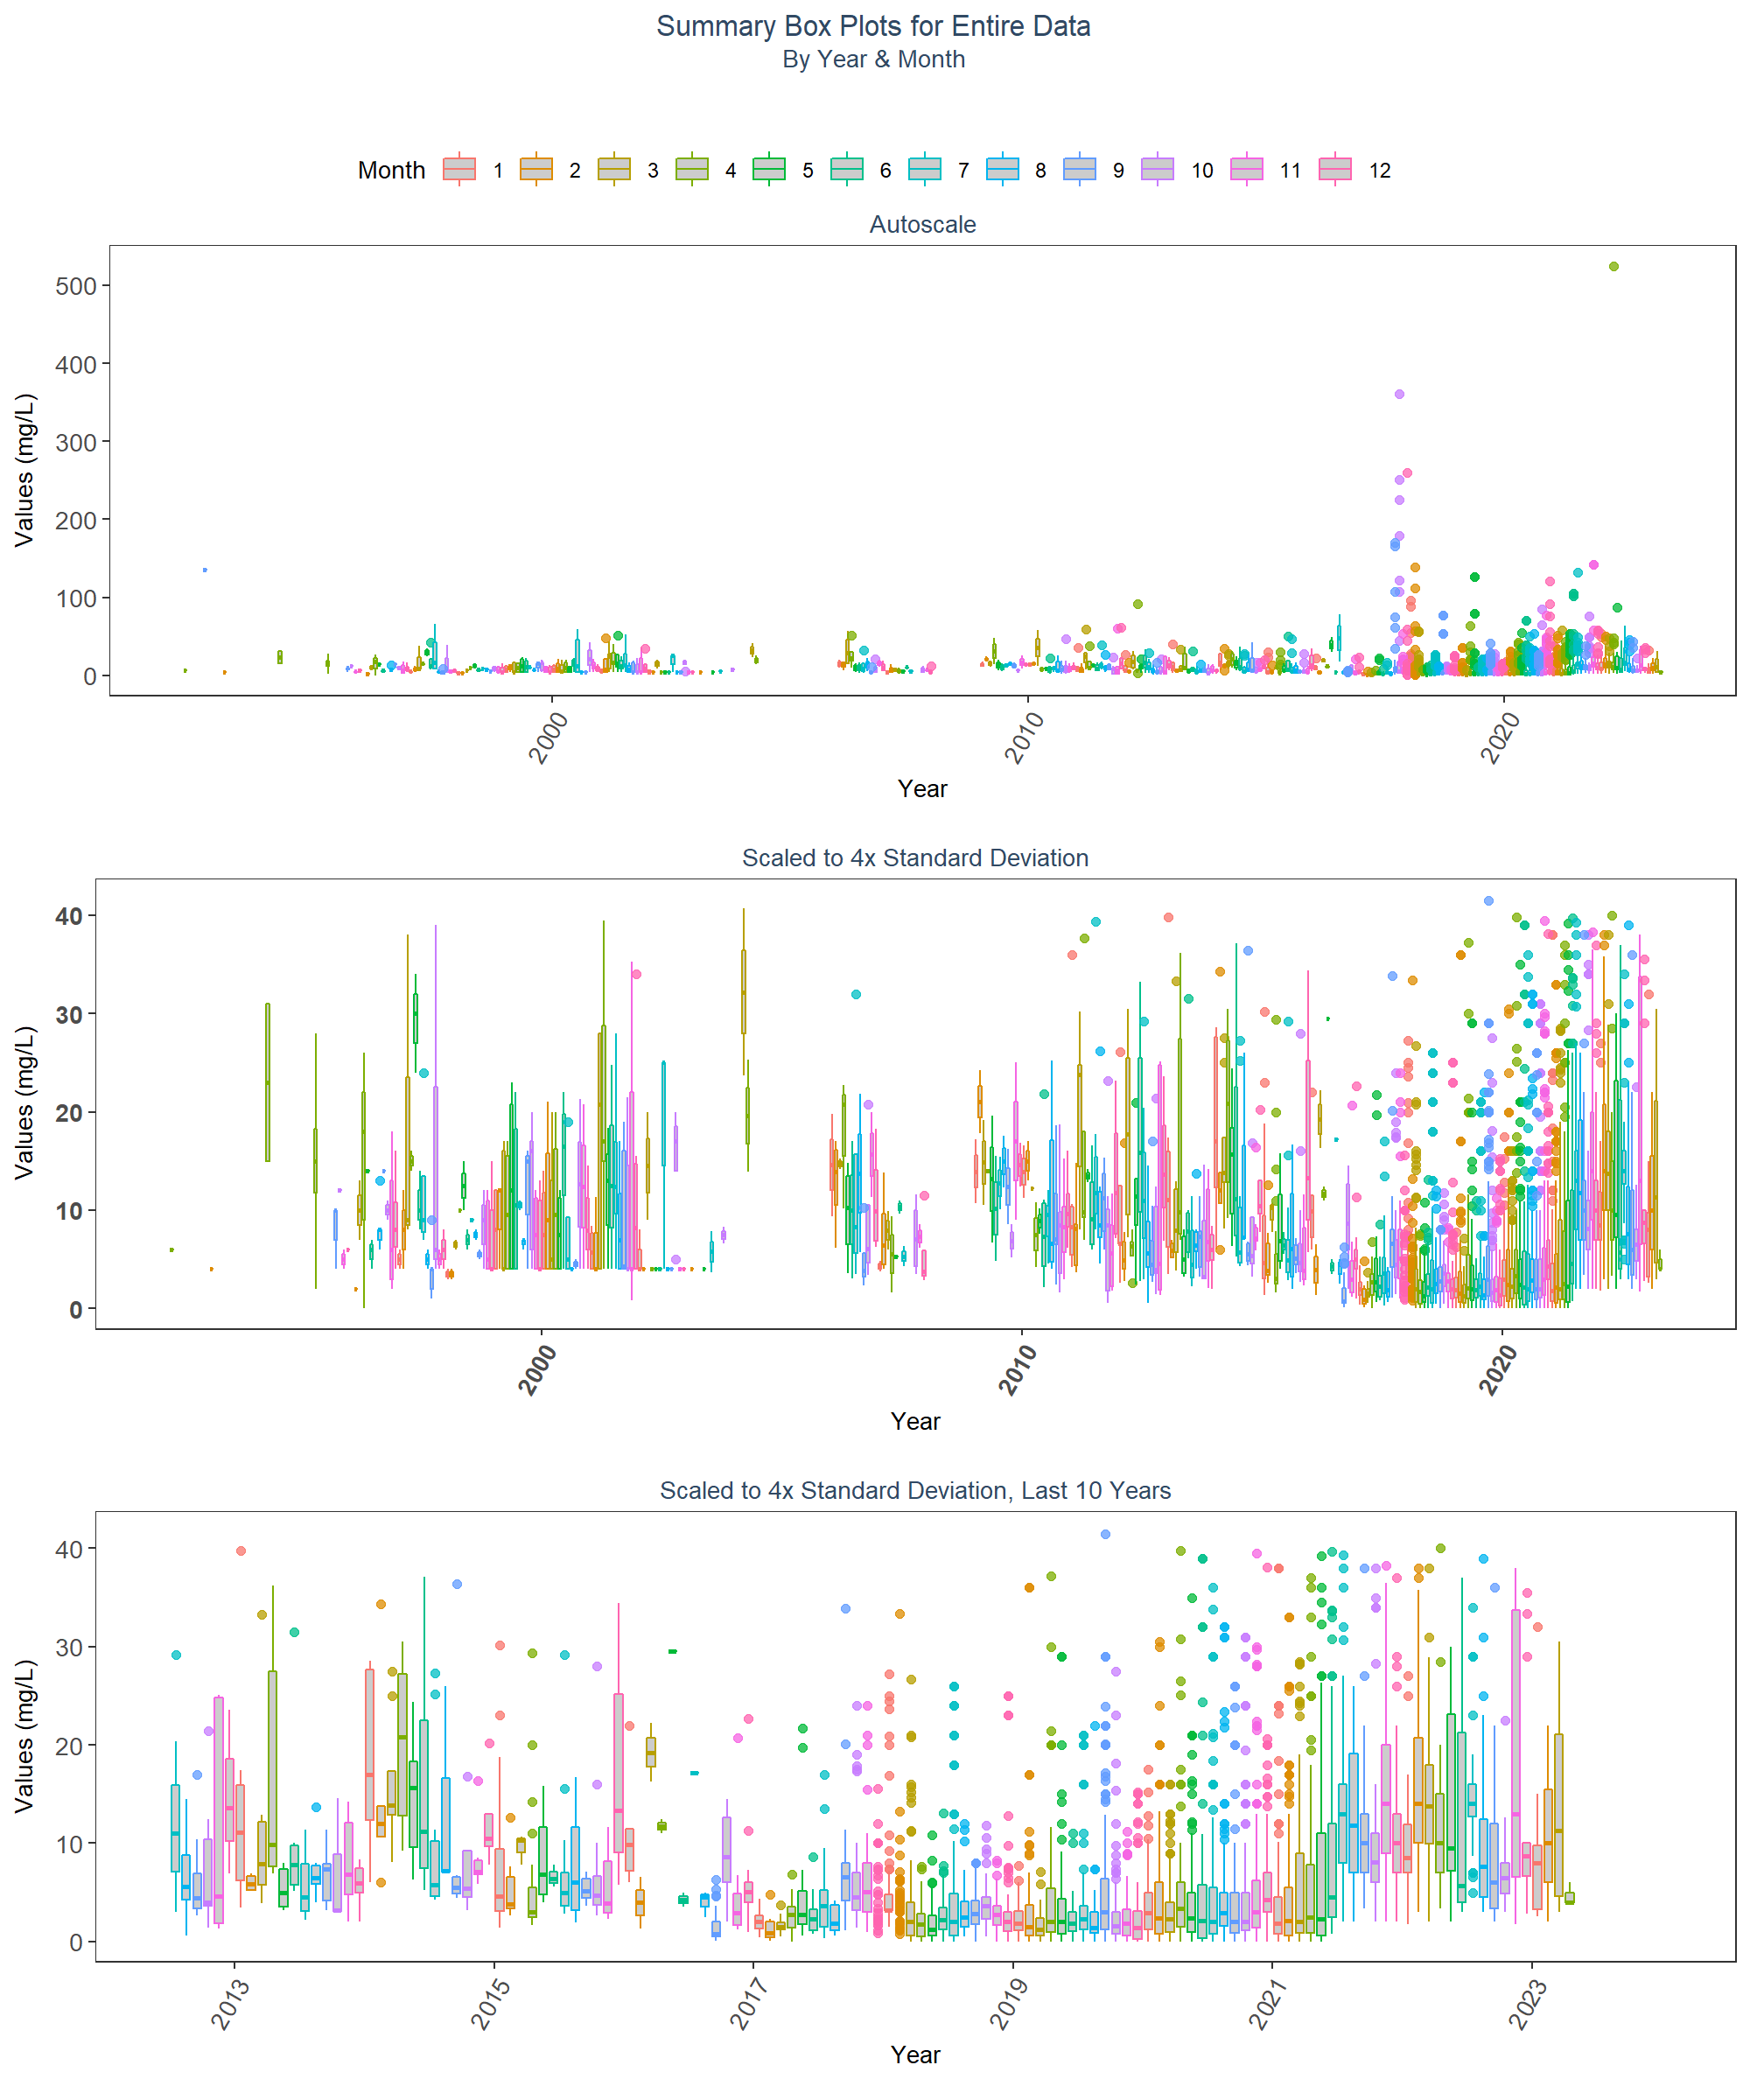 Summary Box Plots for Entire Data
By Year & Month
Month 1 2 3 4 5 6 7 8 9 10 11 12
Autoscale
Values (mg/L)
500
400
300
200
100
0
2000 2010 2020
Year
Scaled to 4x Standard Deviation
Values (mg/L)
40
30
20
10
0
2000 2010 2020
Year
Scaled to 4x Standard Deviation, Last 10 Years
Values (mg/L)
40
30
20
10
0
2013 2015 2017 2019 2021 2023
Year